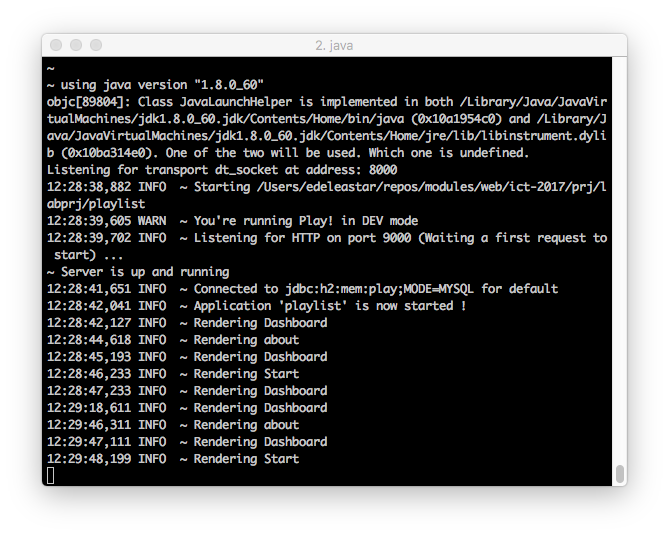 2. java
~
~ using java version "1.8.0_60"
objc[89804]: Class JavaLaunchHelper is implemented in both /Library/Java/JavaVir
tualMachines/jdk1.8.0_60.jdk/Contents/Home/bin/java (0x10a1954c0) and /Library/J
ava/JavaVirtualMachines/jdk1.8.0_60.jdk/Contents/Home/jre/lib/libinstrument.dyli
b (0x10ba314e0). One of the two will be used. Which one is undefined.
Listening for transport dt_socket at address: 8000
12:28:38,882 INFO  ~ Starting /Users/edeleastar/repos/modules/web/ict-2017/prj/l
abprj/playlist
12:28:39,605 WARN  ~ You're running Play! in DEV mode
12:28:39,702 INFO  ~ Listening for HTTP on port 9000 (Waiting a first request to
 start) ...
~ Server is up and running
12:28:41,651 INFO  ~ Connected to jdbc:h2:mem:play;MODE=MYSQL for default
12:28:42,041 INFO  ~ Application 'playlist' is now started !
12:28:42,127 INFO  ~ Rendering Dashboard
12:28:44,618 INFO  ~ Rendering about
12:28:45,193 INFO  ~ Rendering Dashboard
12:28:46,233 INFO  ~ Rendering Start
12:28:47,233 INFO  ~ Rendering Dashboard
12:29:18,611 INFO  ~ Rendering Dashboard
12:29:46,311 INFO  ~ Rendering about
12:29:47,111 INFO  ~ Rendering Dashboard
12:29:48,199 INFO  ~ Rendering Start